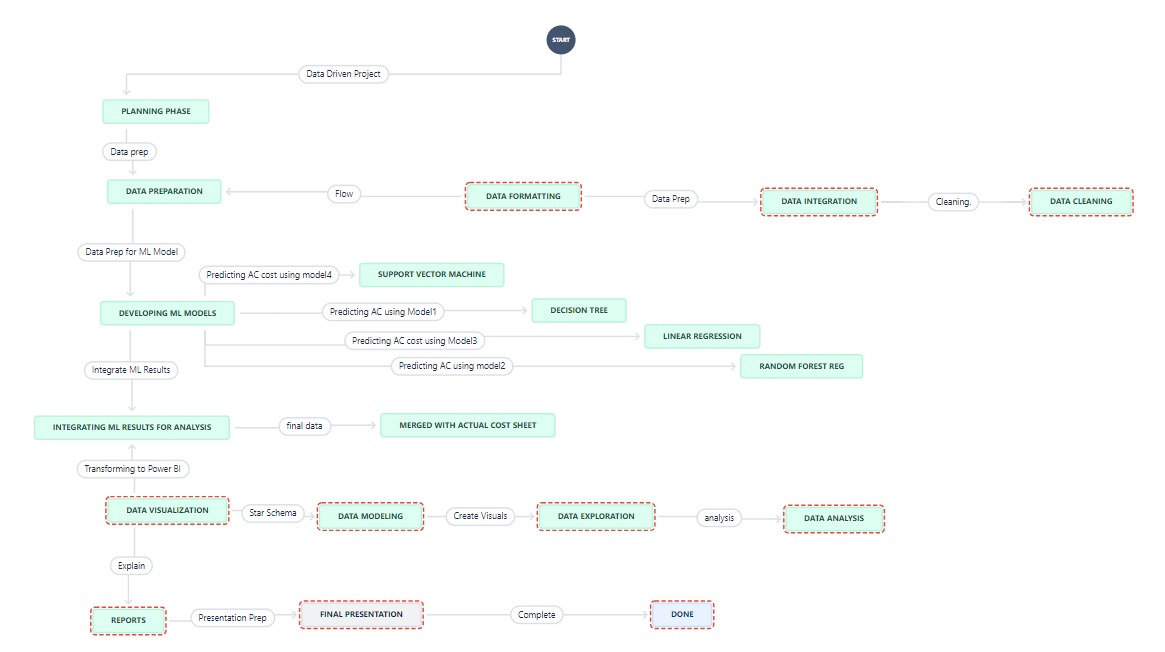 START
Data Driven Project
PLANNING PHASE
Data prep
DATA PREPARATION
Flow
DATA FORMATTING
Data Prep
DATA INTEGRATION
Cleaning.
DATA CLEANING
Data Prep for ML Model
Predicting AC cost using model4
SUPPORT VECTOR MACHINE
DEVELOPING ML MODELS
Predicting AC using Model1
DECISION TREE
Predicting AC cost using Model3
LINEAR REGRESSION
Integrate ML Results
Predicting AC using model2
RANDOM FOREST REG
INTEGRATING ML RESULTS FOR ANALYSIS
final data
MERGED WITH ACTUAL COST SHEET
Transforming to Power BI
DATA VISUALIZATION
Star Schema
DATA MODELING
Create Visuals
DATA EXPLORATION
analysis
DATA ANALYSIS
Explain
REPORTS
Presentation Prep
FINAL PRESENTATION
Complete
DONE